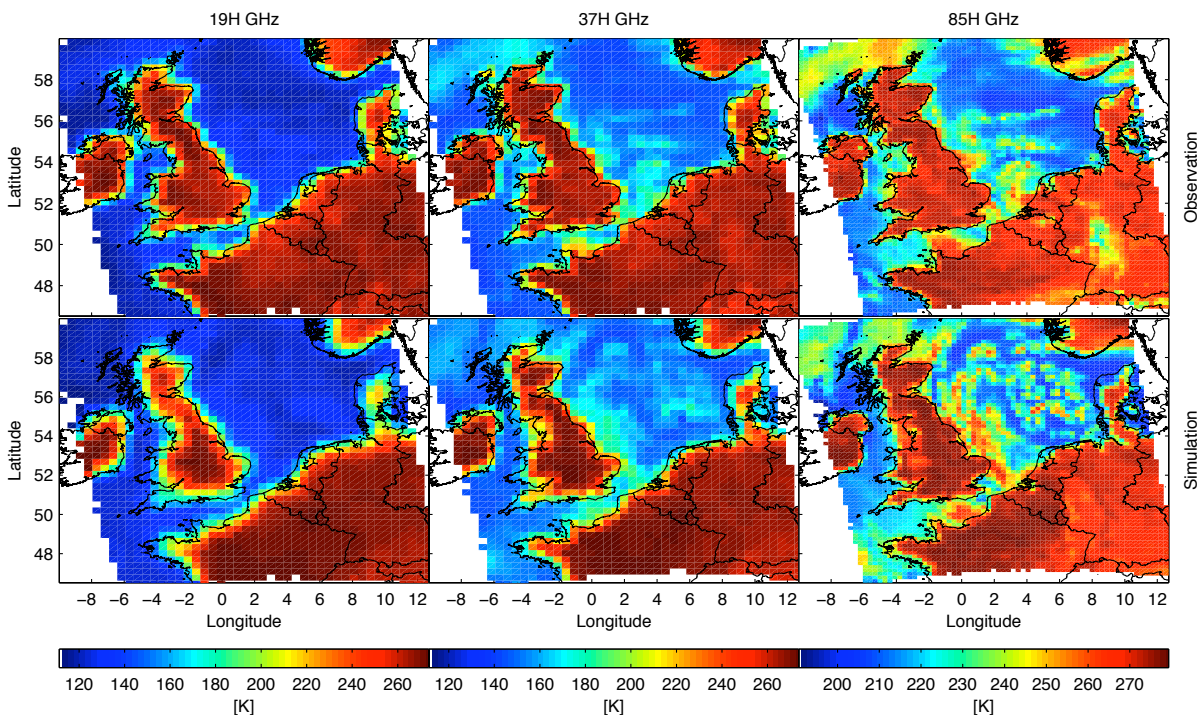 19H GHz 37H GHz 85H GHz
58
56
54
52
50
48
Latitude
Observation
58
56
54
52
50
48
Latitude
Simulation
−8 −6 −4 −2 0 2 4 6 8 10 12 −8 −6 −4 −2 0 2 4 6 8 10 12 −8 −6 −4 −2 0 2 4 6 8 10 12
Longitude Longitude Longitude
120 140 160 180 200 220 240 260 120 140 160 180 200 220 240 260 200 210 220 230 240 250 260 270
[K] [K] [K]